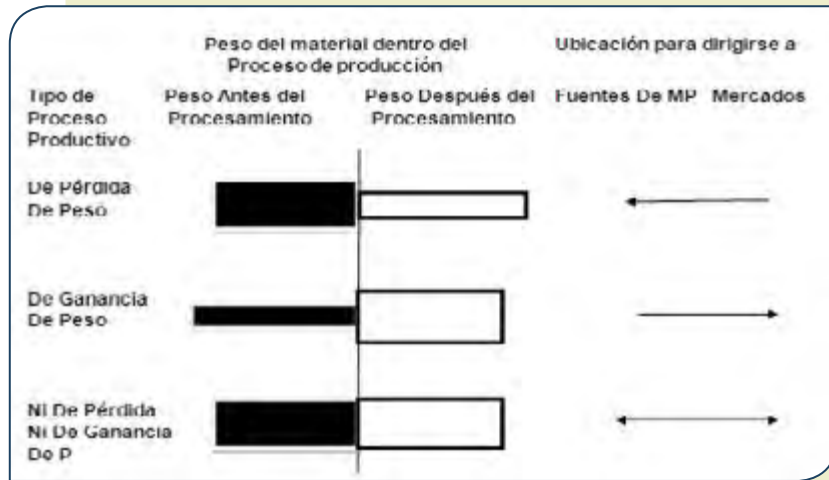 Peso del material dentro del
Proceso de producción
Ubicación para dirigirse a
Tipo de
Proceso
Productivo
Peso Antes del
Procesamiento
Peso Después del
Procesamiento
Fuentes De MP
Mercados
De Pérdida
De Peso
De Ganancia
De Peso
Ni De Pérdida
Ni De Ganancia
De P